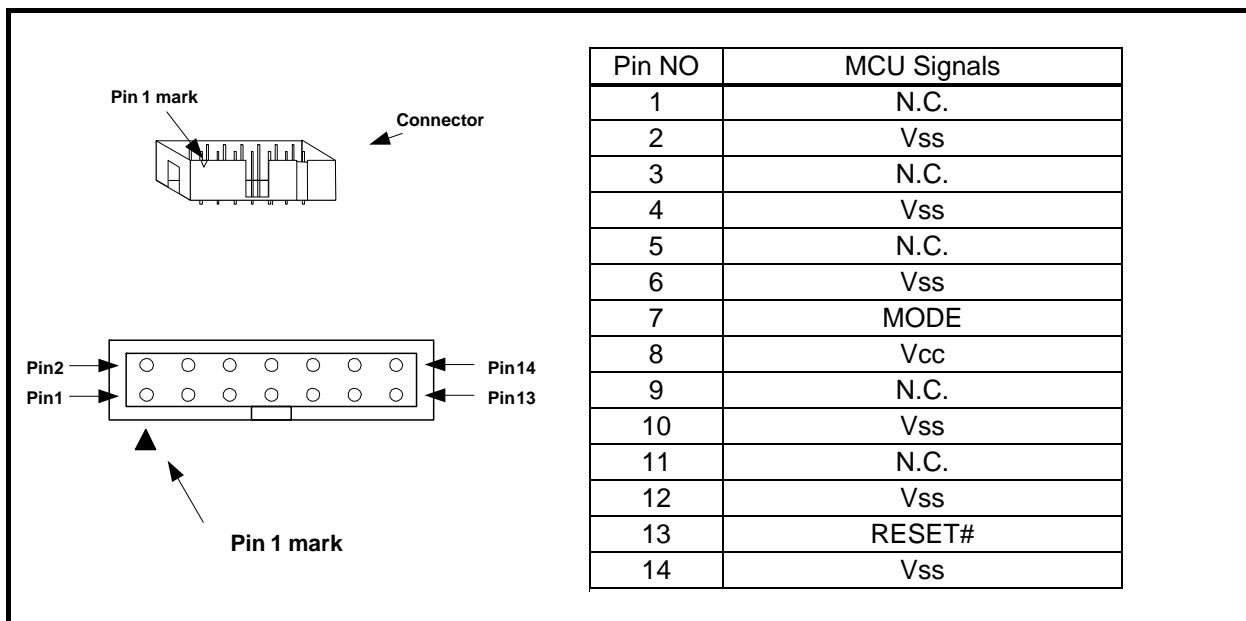 Pin 1 mark
Connector
Pin2
Pin1
Pin14
Pin13
Pin 1 mark
Pin NO MCU Signals
1 N.C.
2 Vss
3 N.C.
4 Vss
5 N.C.
6 Vss
7 MODE
8 Vcc
9 N.C.
10 Vss
11 N.C.
12 Vss
13 RESET#
14 Vss